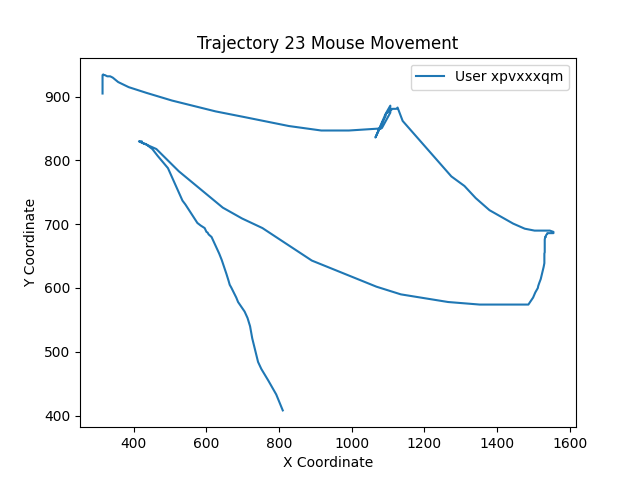 Trajectory 23 Mouse Movement
User xpvxxxqm
Y Coordinate
900
800
700
600
500
400
400 600 800 1000 1200 1400 1600
X Coordinate